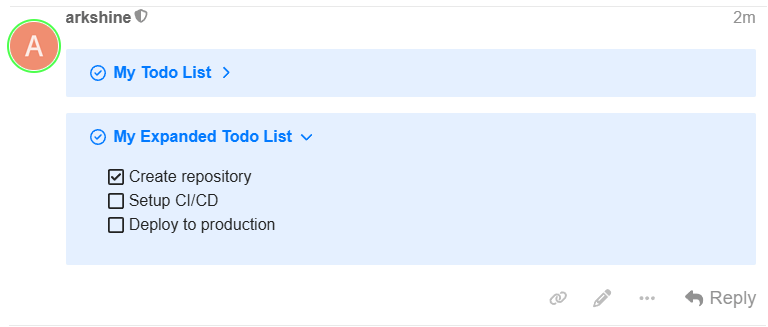 arkshine
2m
A
My Todo List
My Expanded Todo List
Create repository
Setup CI/CD
Deploy to production
Reply